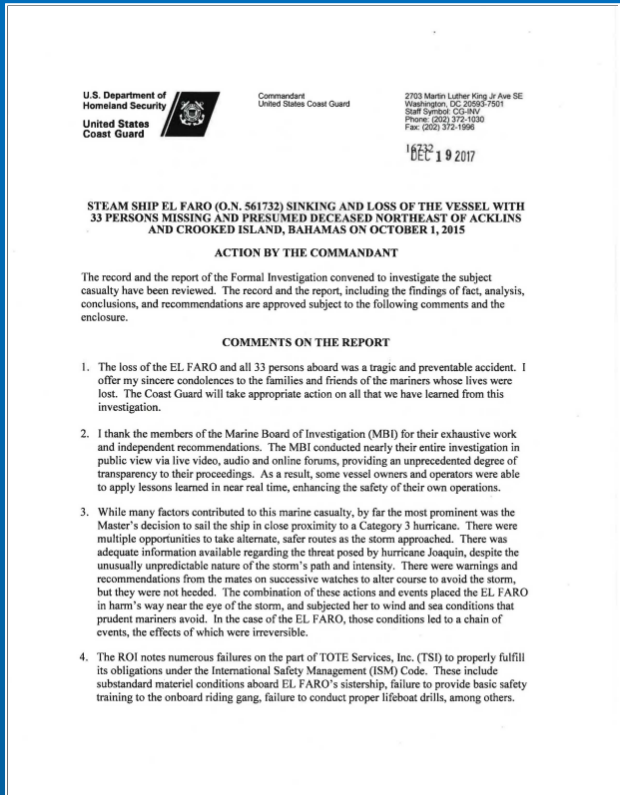 U.S. Department of
Homeland Security
United States
Coast Guard
Commandant
United States Coast Guard
2703 Martin Luther King Jr Ave SE
Washington, DC 20593-7501
Staff Symbol: CG-INV
Phone: (202) 372-1030
Fax: (202) 372-1996
16732
DEC 19 2017
STEAM SHIP EL FARO (O.N. 561732) SINKING AND LOSS OF THE VESSEL WITH
33 PERSONS MISSING AND PRESUMED DECEASED NORTHEAST OF ACKLINS
AND CROOKED ISLAND, BAHAMAS ON OCTOBER 1, 2015
ACTION BY THE COMMANDANT
The record and the report of the Formal Investigation convened to investigate the subject
casualty have been reviewed. The record and the report, including the findings of fact, analysis,
conclusions, and recommendations are approved subject to the following comments and the
enclosure.
COMMENTS ON THE REPORT
1. The loss of the EL FARO and all 33 persons aboard was a tragic and preventable accident. I
offer my sincere condolences to the families and friends of the mariners whose lives were
lost. The Coast Guard will take appropriate action on all that we have learned from this
investigation.
2. I thank the members of the Marine Board of Investigation (MBI) for their exhaustive work
and independent recommendations. The MBI conducted nearly their entire investigation in
public view via live video, audio and online forums, providing an unprecedented degree of
transparency to their proceedings. As a result, some vessel owners and operators were able
to apply lessons learned in near real time, enhancing the safety of their own operations.
3. While many factors contributed to this marine casualty, by far the most prominent was the
Master's decision to sail the ship in close proximity to a Category 3 hurricane. There were
multiple opportunities to take alternate, safer routes as the storm approached. There was
adequate information available regarding the threat posed by hurricane Joaquin, despite the
unusually unpredictable nature of the storm's path and intensity. There were warnings and
recommendations from the mates on successive watches to alter course to avoid the storm,
but they were not heeded. The combination of these actions and events placed the EL FARO
in harm's way near the eye of the storm, and subjected her to wind and sea conditions that
prudent mariners avoid. In the case of the EL FARO, those conditions led to a chain of
events, the effects of which were irreversible.
4. The ROI notes numerous failures on the part of TOTE Services, Inc. (TSI) to properly fulfill
its obligations under the International Safety Management (ISM) Code. These include
substandard materiel conditions aboard EL FARO's sistership, failure to provide basic safety
training to the onboard riding gang, failure to conduct proper lifeboat drills, among others.